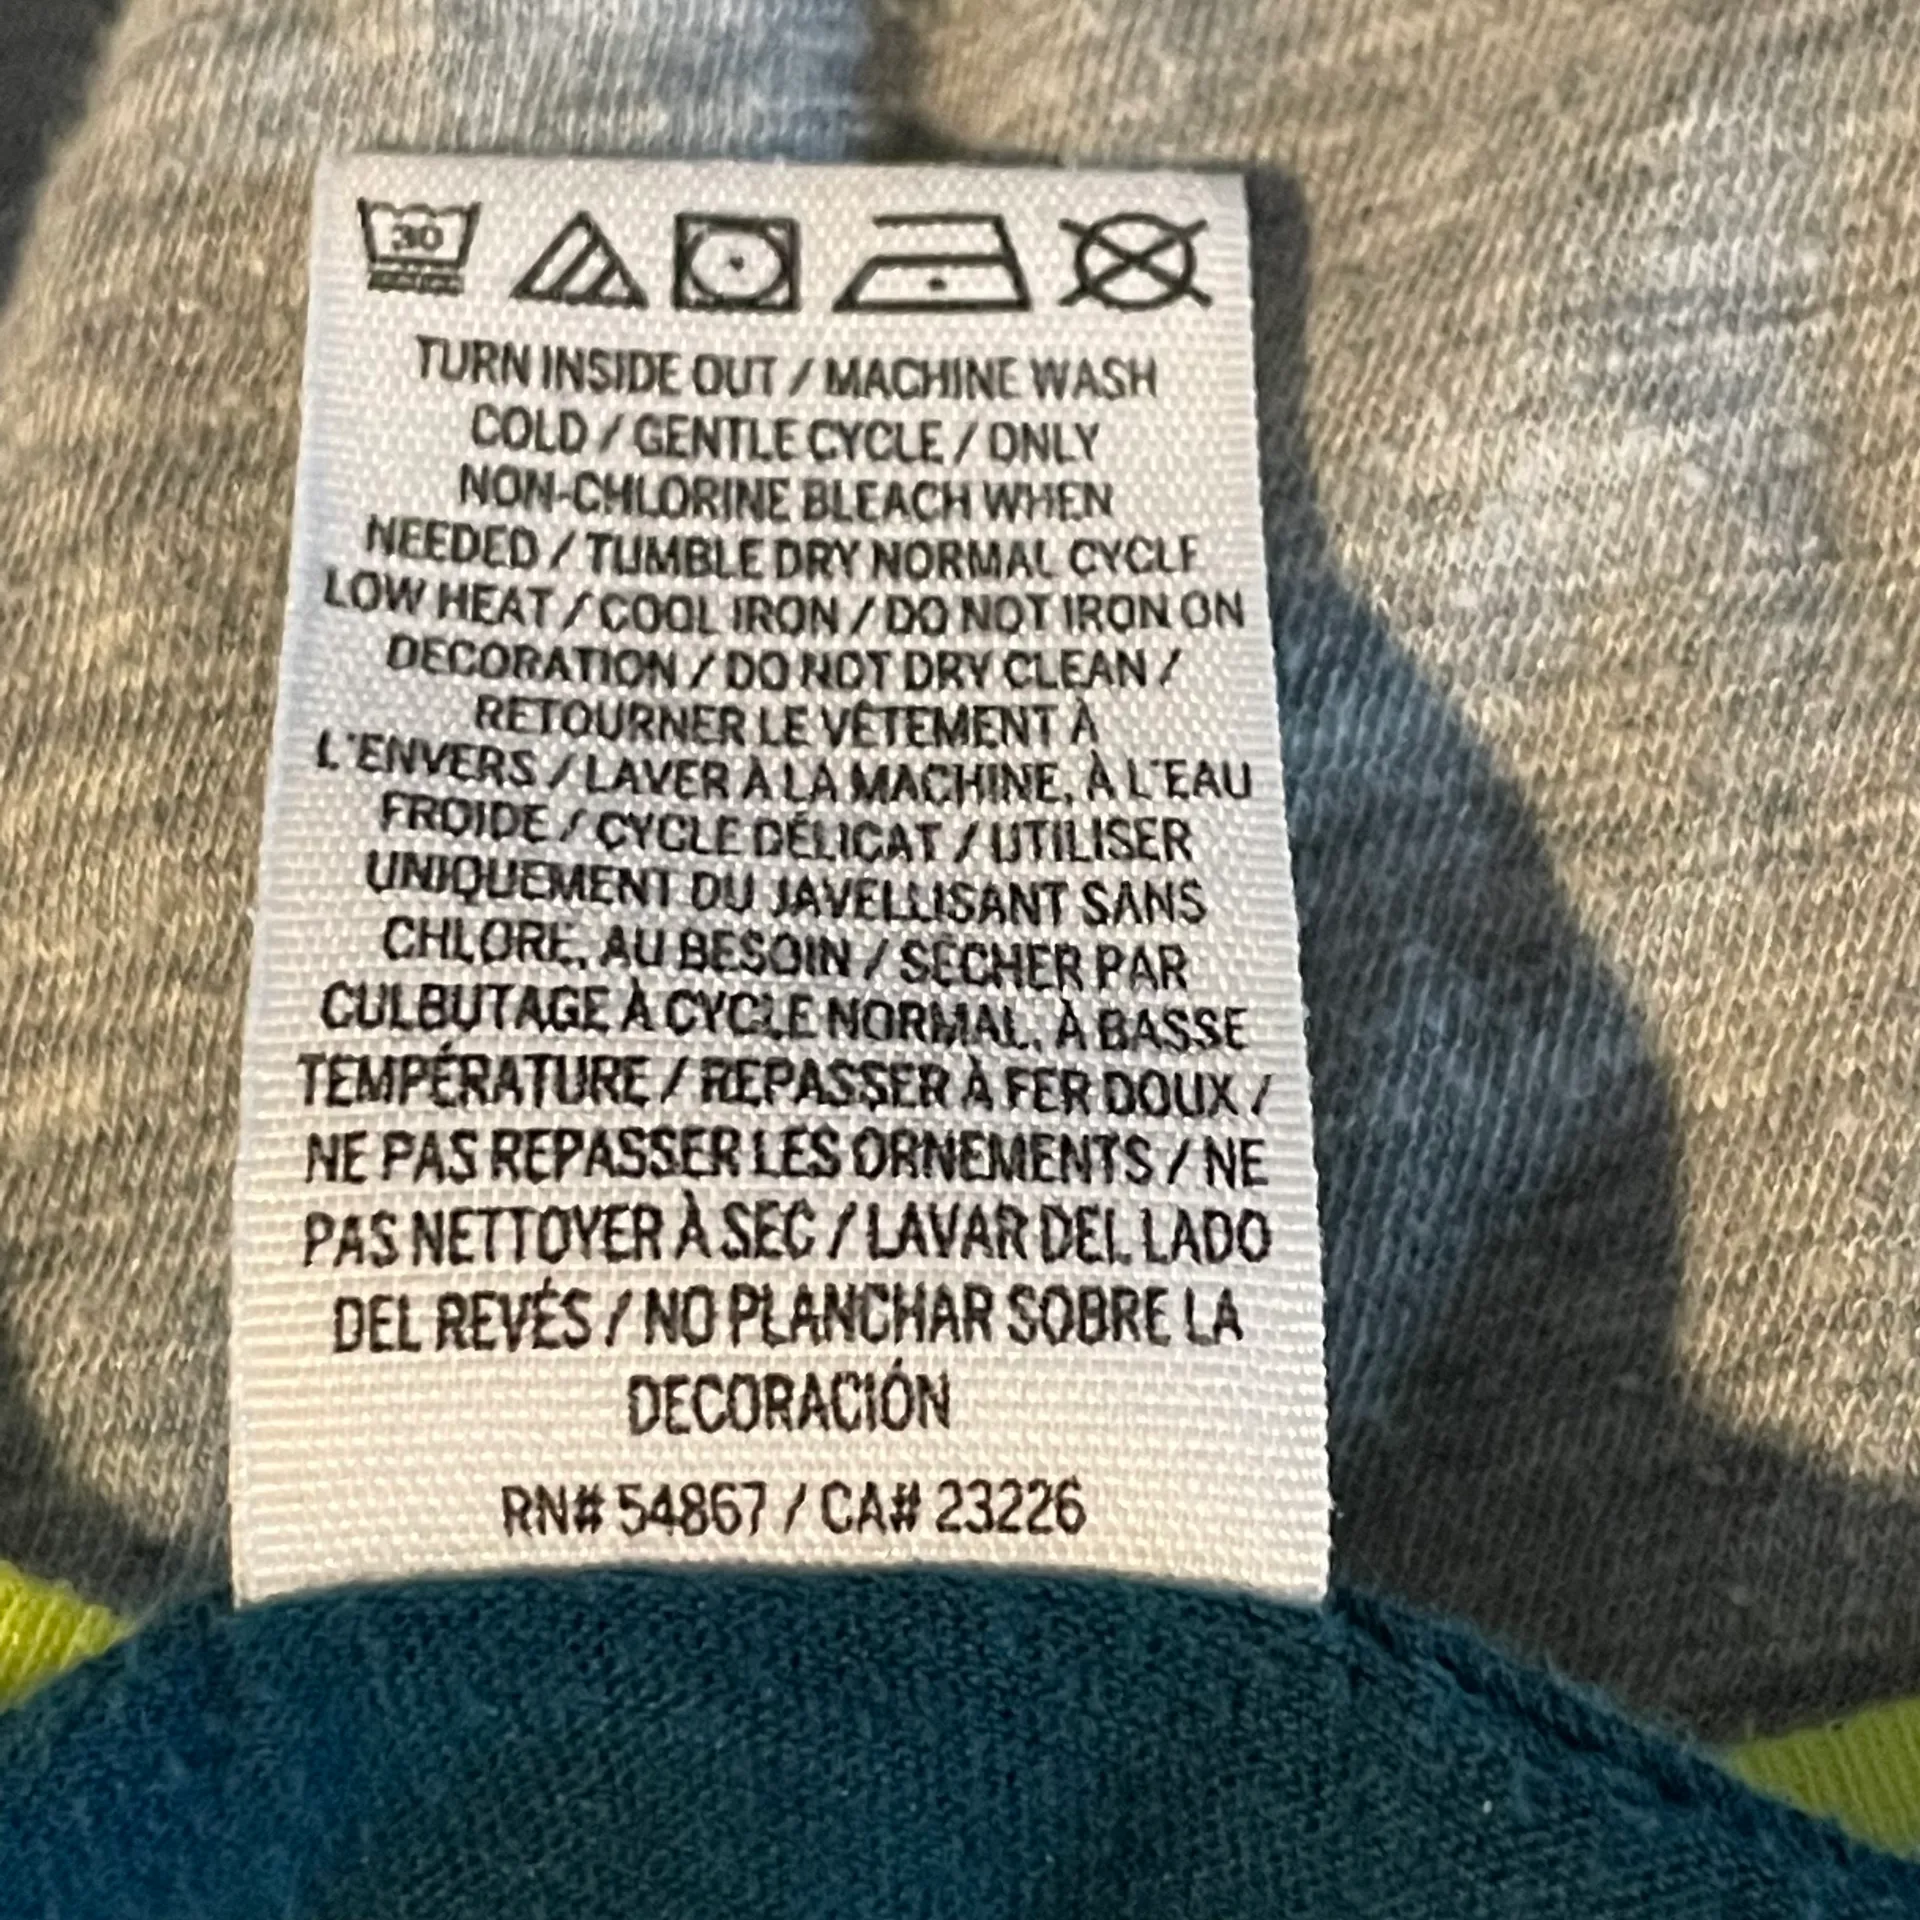 30
TURN INSIDE OUT / MACHINE WASH
COLD / GENTLE CYCLE / ONLY
NON-CHLORINE BLEACH WHEN
NEEDED / TUMBLE DRY NORMAL CYCLE
LOW HEAT / COOL IRON / DO NOT IRON ON
DECORATION / DO NOT DRY CLEAN /
RETOURNER LE VÊTEMENT À
L'ENVERS / LAVER À LA MACHINE, À L'EAU
FROIDE / CYCLE DÉLICAT / UTILISER
UNIQUEMENT DU JAVELLISANT SANS
CHLORE, AU BESOIN / SÉCHER PAR
CULBUTAGE À CYCLE NORMAL, À BASSE
TEMPÉRATURE / REPASSER À FER DOUX /
NE PAS REPASSER LES ORNEMENTS / NE
PAS NETTOYER À SEC / LAVAR DEL LADO
DEL REVÉS / NO PLANCHAR SOBRE LA
DECORACIÓN
RN# 54867 / CA# 23226